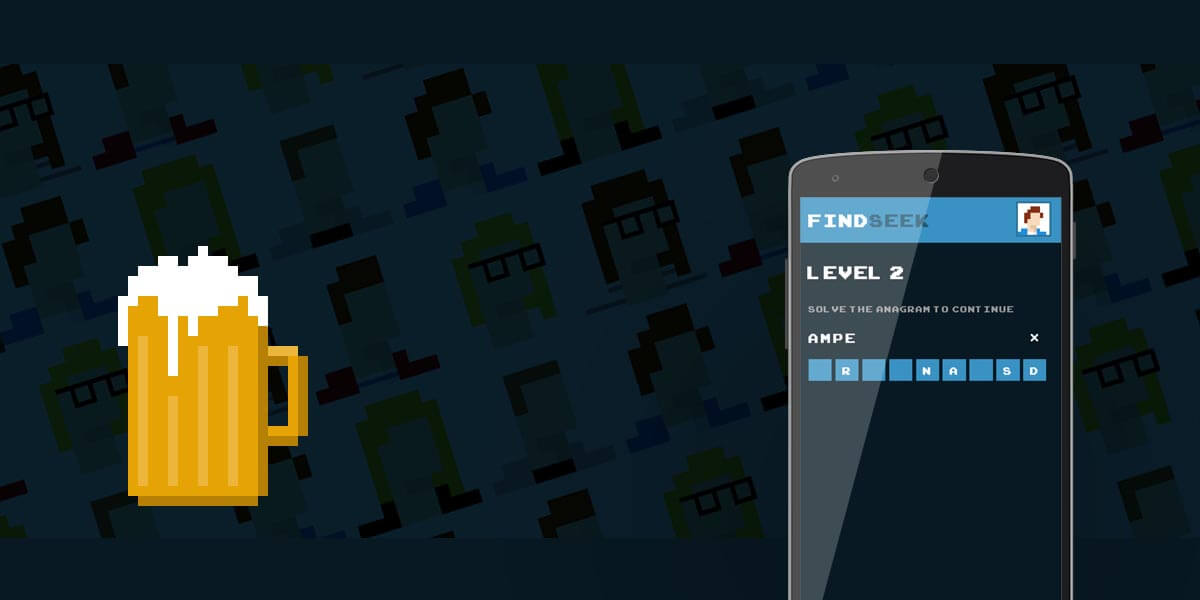 FINDSEEK
LEVEL 2
SOLVE THE ANAGRAM TO CONTINUE
AMPE ×
R N A S D